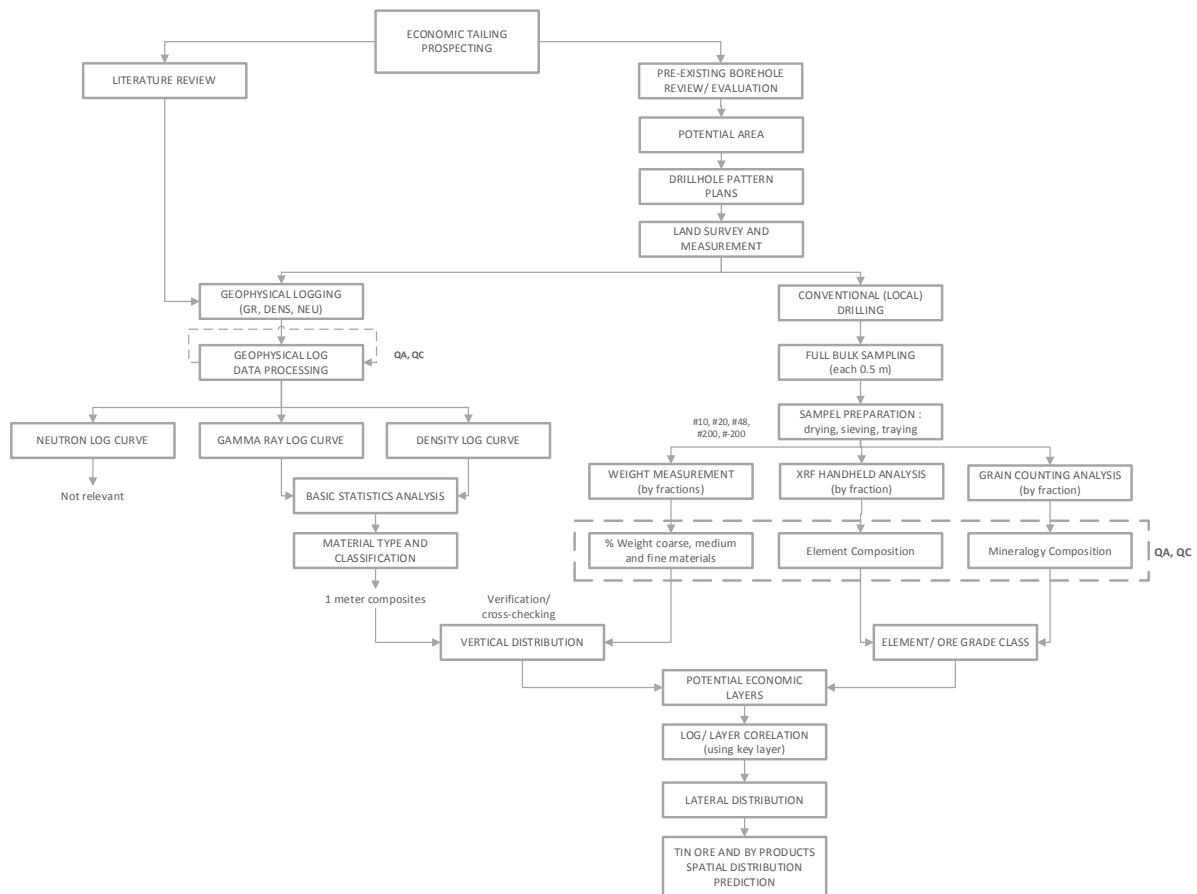 ECONOMIC TAILING
PROSPECTING
LITERATURE REVIEW
PRE-EXISTING BOREHOLE
REVIEW/ EVALUATION
POTENTIAL AREA
DRILLHOLE PATTERN
PLANS
LAND SURVEY AND
MEASUREMENT
GEOPHYSICAL LOGGING
(GR, DENS, NEU)
CONVENTIONAL (LOCAL)
DRILLING
GEOPHYSICAL LOG
DATA PROCESSING
QA, QC
FULL BULK SAMPLING
(each 0.5 m)
SAMPEL PREPARATION :
drying, sieving, traying
#10, #20, #48,
#200, #-200
NEUTRON LOG CURVE
GAMMA RAY LOG CURVE
DENSITY LOG CURVE
WEIGHT MEASUREMENT
(by fractions)
XRF HANDHELD ANALYSIS
(by fraction)
GRAIN COUNTING ANALYSIS
(by fraction)
Not relevant
BASIC STATISTICS ANALYSIS
MATERIAL TYPE AND
CLASSIFICATION
% Weight coarse, medium
and fine materials
Element Composition
Mineralogy Composition
QA, QC
1 meter composites
Verification/
cross-checking
VERTICAL DISTRIBUTION
ELEMENT/ ORE GRADE CLASS
POTENTIAL ECONOMIC
LAYERS
LOG/ LAYER CORELATION
(using key layer)
LATERAL DISTRIBUTION
TIN ORE AND BY PRODUCTS
SPATIAL DISTRIBUTION
PREDICTION